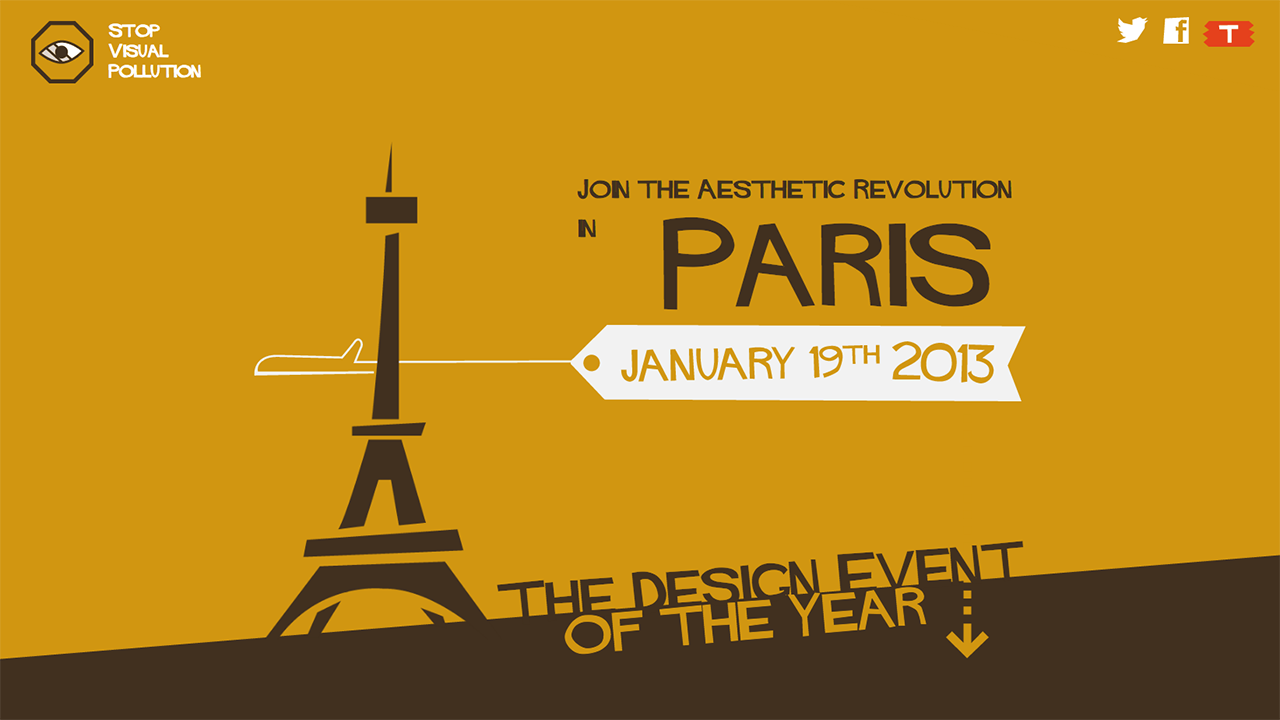 Stop
Visual
Pollution
T
Join the Aesthetic Revolution
in Paris
January 19th 2013
The Design Event
of the Year